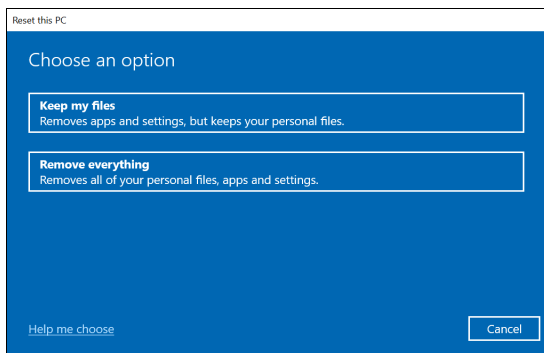 Reset this PC
Choose an option
Keep my files
Removes apps and settings, but keeps your personal files.
Remove everything
Removes all of your personal files, apps and settings.
Help me choose
Cancel